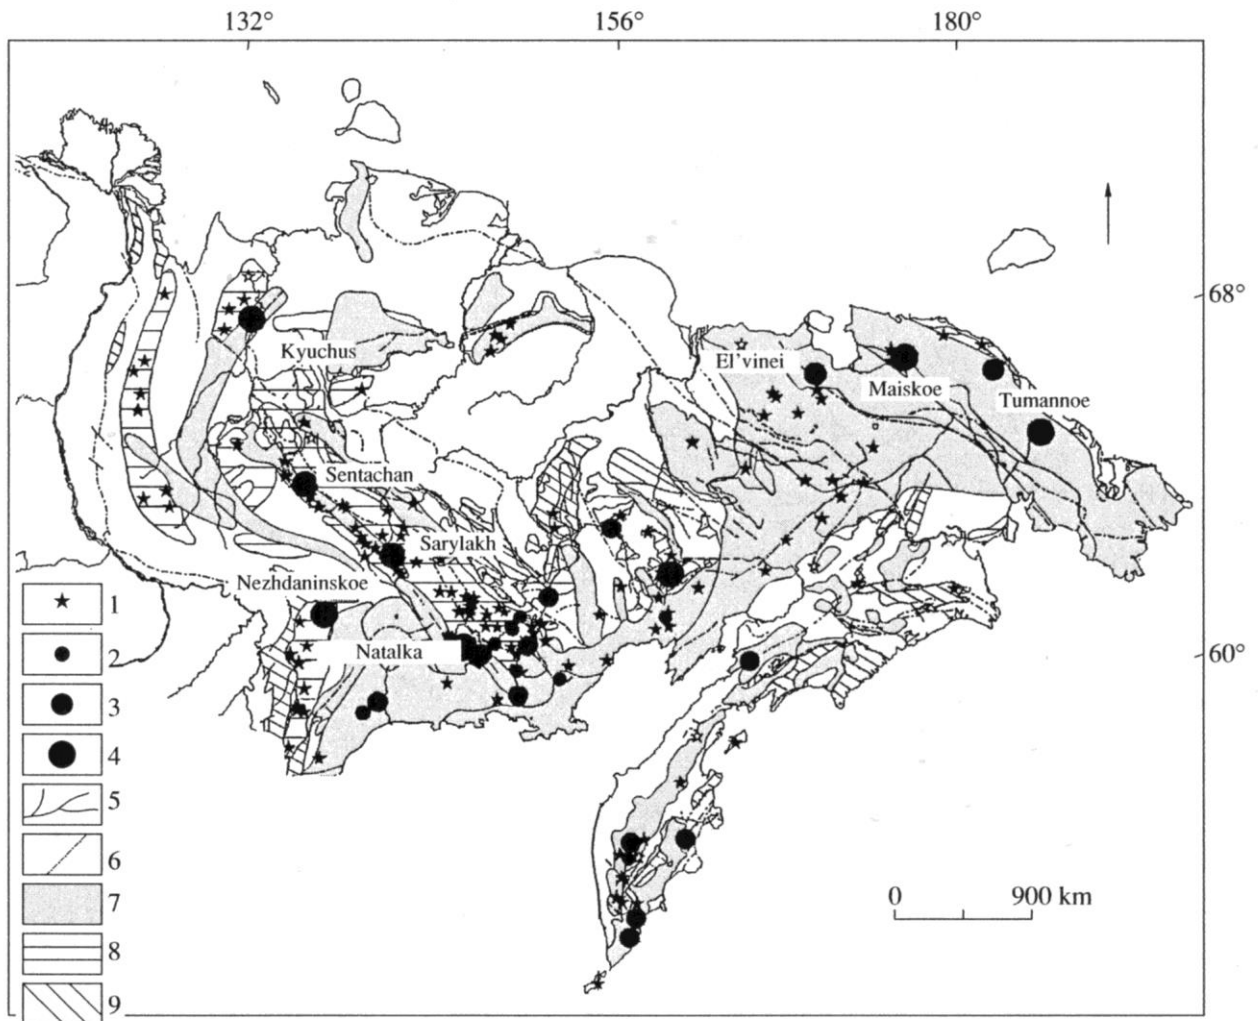 132°
156°
180°
68°
Kyuchus
El’vinei
Maiskoe
Tumannoe
Sentachan
Sarylakh
Nezhdaninskoe
Natalka
60°
1
2
3
4
5
6
7
8
9
0 900 km